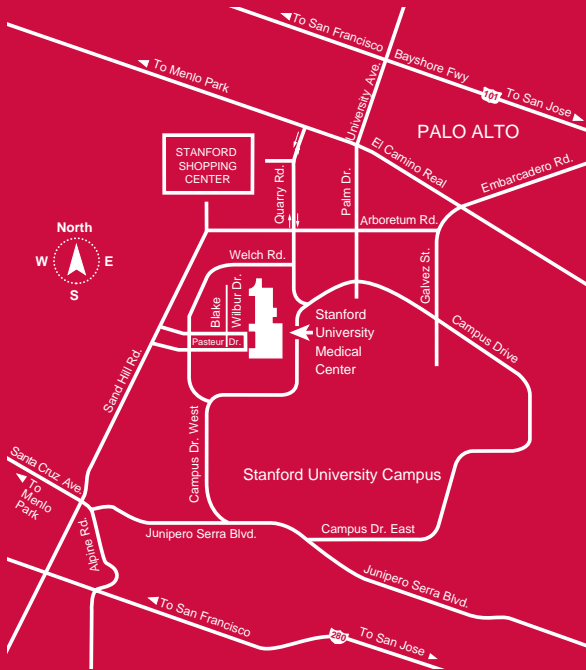 To San Francisco
Bayshore Fwy
101
To San Jose
To Menlo Park
University Ave.
PALO ALTO
El Camino Real
Embarcadero Rd.
STANFORD
SHOPPING
CENTER
Quarry Rd.
Palm Dr.
Arboretum Rd.
North
W
E
S
Welch Rd.
Galvez St.
Blake
Wilbur Dr.
Pasteur
Dr.
Stanford
University
Medical
Center
Campus Drive
Sand Hill Rd.
Campus Dr. West
Santa Cruz Ave.
To
Menlo
Park
Stanford University Campus
Alpine Rd.
Junipero Serra Blvd.
Campus Dr. East
Junipero Serra Blvd.
To San Francisco
280
To San Jose